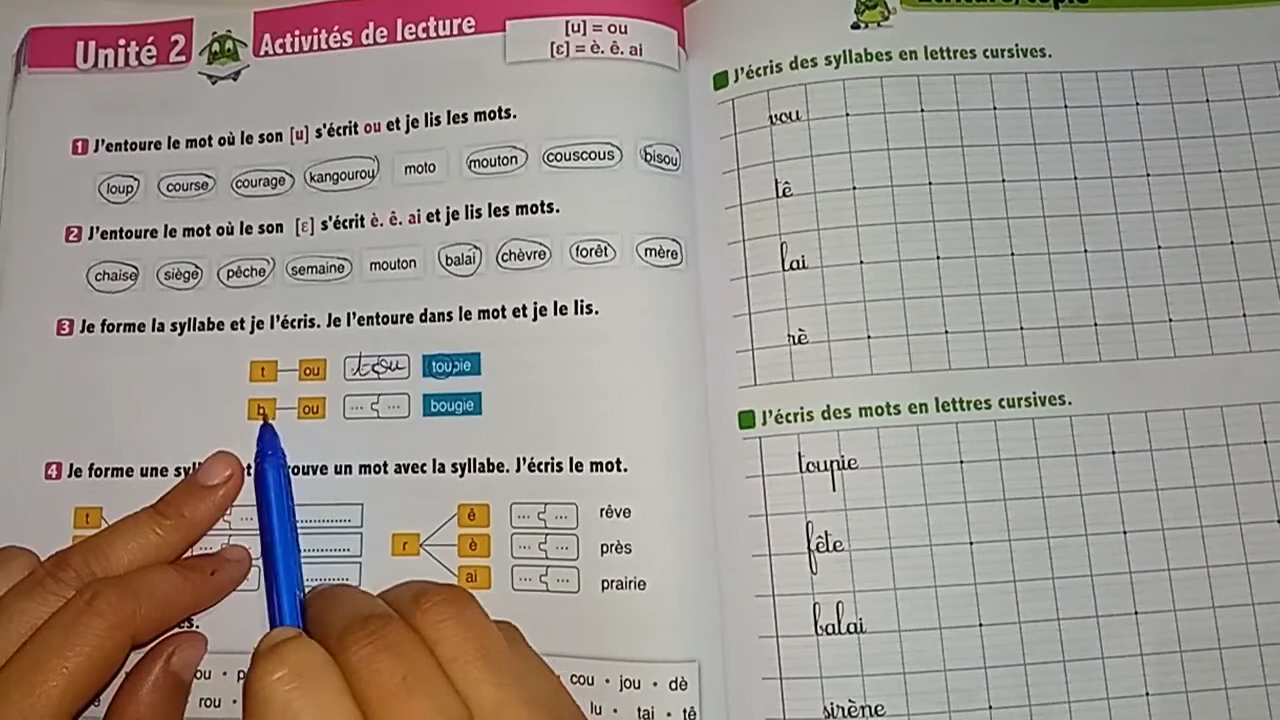 Unité 2
Activités de lecture
[u] = ou
[ɛ] = è. ê. ai
1 J'entoure le mot où le son [u] s'écrit ou et je lis les mots.
loup course courage kangourou moto mouton couscous bisou
2 J'entoure le mot où le son [ɛ] s'écrit è. ê. ai et je lis les mots.
chaise siège pêche semaine mouton balai chèvre forêt mère
3 Je forme la syllabe et je l'écris. Je l'entoure dans le mot et je le lis.
t ou tou toupie
b ou ... ... bougie
4 Je forme une un mot avec la syllabe. J'écris le mot.
t ... ...............
r ê ... ... rêve
... ...............
è ... ... près
...............
ai ... ... prairie
ou • p
cou • jou • dè
rou •
lu • tai • tê
J'écris des syllabes en lettres cursives.
vou
tê
lai
rè
J'écris des mots en lettres cursives.
toupie
fête
balai
sirène